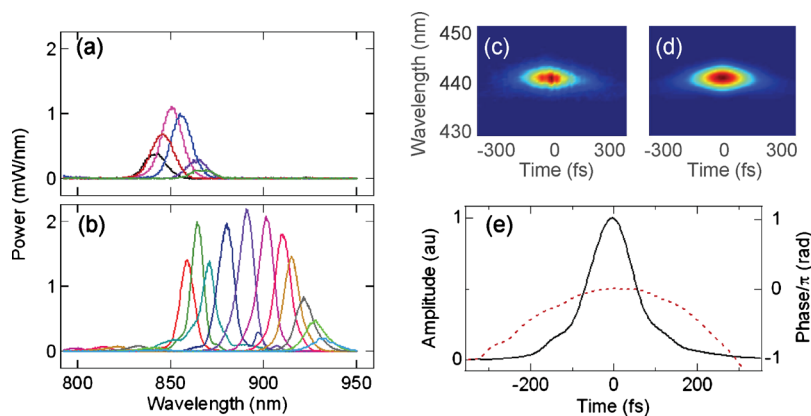 (a)
2
1
0
(b)
2
1
0
Power (mW/nm)
800
850
900
950
Wavelength (nm)
(c)
(d)
450
440
430
Wavelength (nm)
-300 0 300
Time (fs)
-300 0 300
Time (fs)
(e)
1
0
Amplitude (au)
1
0
-1
Phase/π (rad)
-200 0 200
Time (fs)